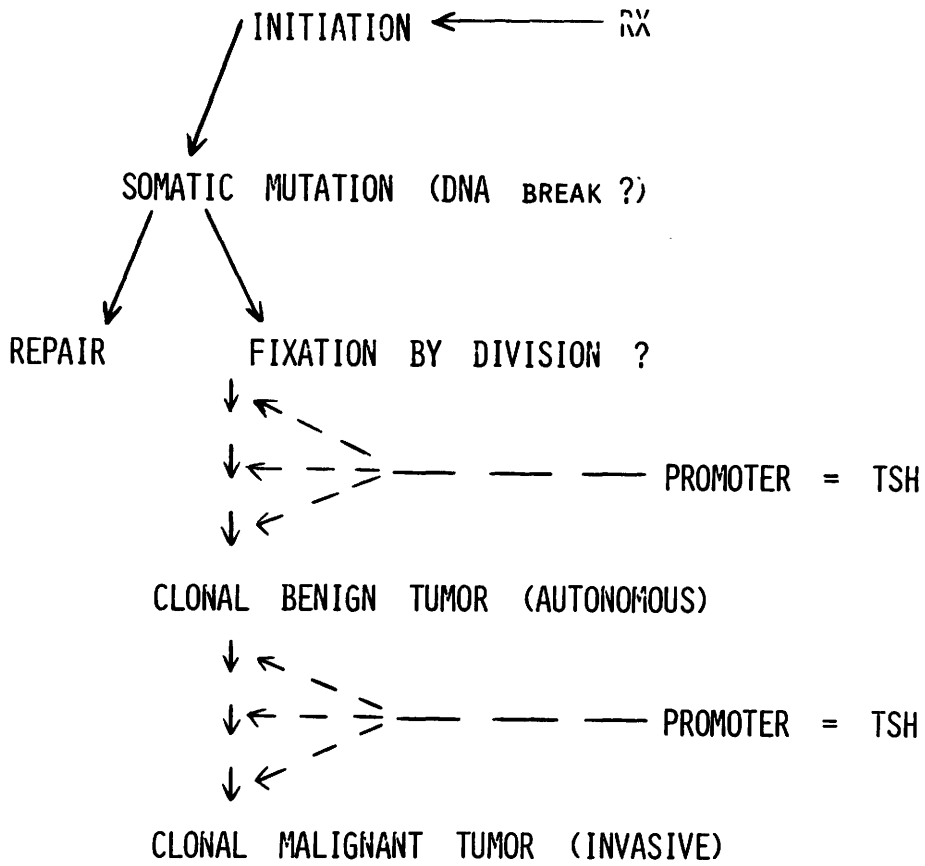 INITIATION RX
SOMATIC MUTATION (DNA BREAK ?)
REPAIR FIXATION BY DIVISION ?
PROMOTER = TSH
CLONAL BENIGN TUMOR (AUTONOMOUS)
PROMOTER = TSH
CLONAL MALIGNANT TUMOR (INVASIVE)